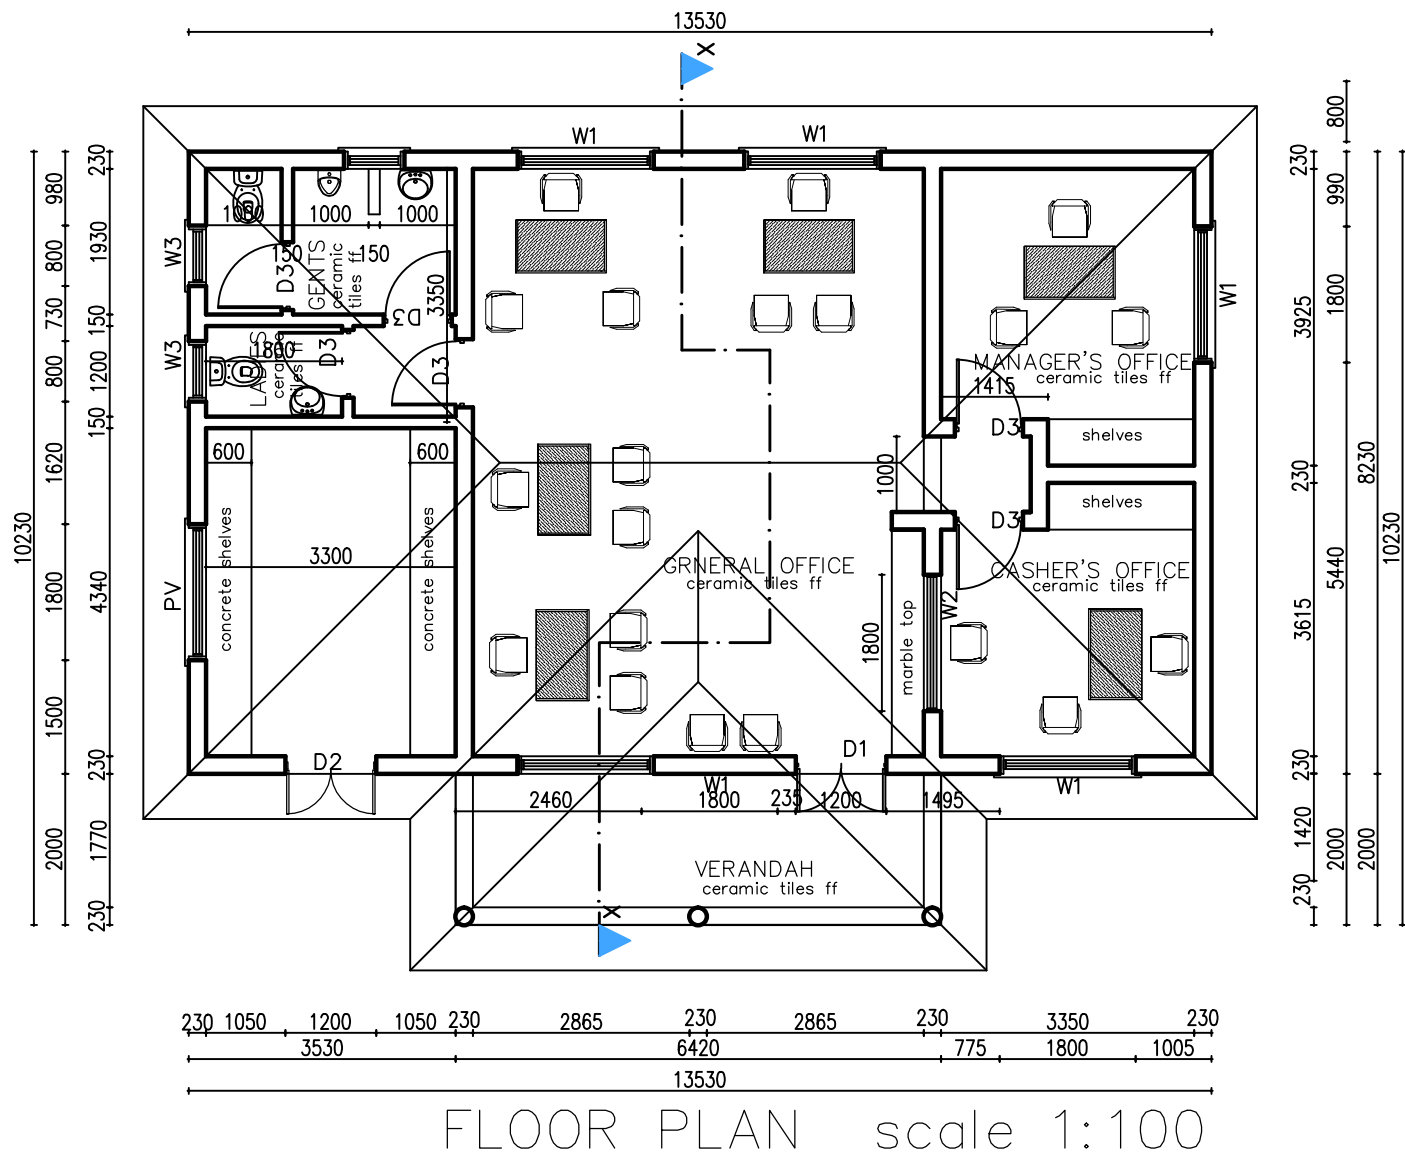 13530
X
800
W1
W1
230
980
1930
800
730
150
800
1200
150
1620
10230
1800
4340
1500
230
2000
1770
230
W3
W3
PV
1000
1000
1000
150
150
D3
GENTS
ceramic
tiles ff
3350
D3
D3
D3
LADIES
ceramic
tiles ff
1800
600
600
concrete shelves
3300
concrete shelves
D2
GRNERAL OFFICE
ceramic tiles ff
1000
1800
marble top
W2
D1
W1
2460
1800
235
1200
1495
VERANDAH
ceramic tiles ff
X
MANAGER'S OFFICE
ceramic tiles ff
1415
D3
shelves
shelves
D3
CASHER'S OFFICE
ceramic tiles ff
W1
W1
230
990
3925
1800
230
8230
10230
5440
3615
230
1420
2000
2000
230
230
1050
1200
1050
230
2865
230
2865
230
3350
230
3530
6420
775
1800
1005
13530
FLOOR PLAN scale 1:100